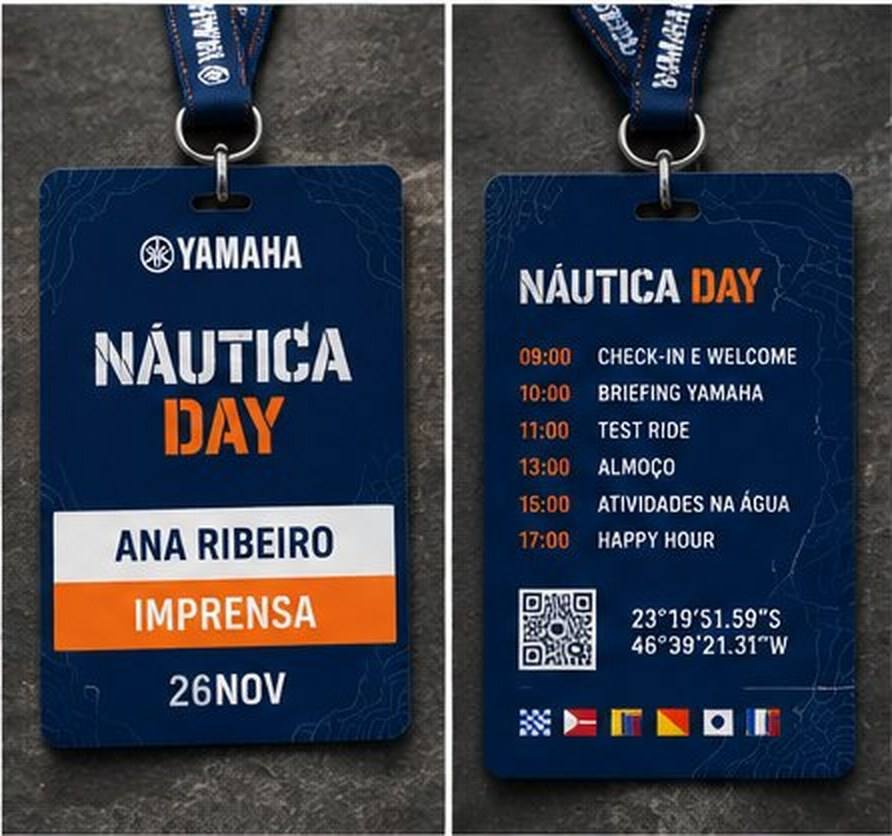 YAMAHA
YAMAHA
NÁUTICA
DAY
ANA RIBEIRO
IMPRENSA
26NOV
YAMAHA
NÁUTICA DAY
09:00 CHECK-IN E WELCOME
10:00 BRIEFING YAMAHA
11:00 TEST RIDE
13:00 ALMOÇO
15:00 ATIVIDADES NA ÁGUA
17:00 HAPPY HOUR
23°19'51.59"S
46°39'21.31"W